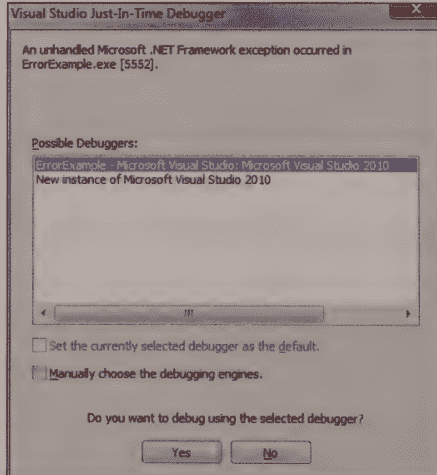 Visual Studio Just-In-Time Debugger
An unhandled Microsoft .NET Framework exception occurred in
ErrorExample.exe [5552].
Possible Debuggers:
ErrorExample - Microsoft Visual Studio: Microsoft Visual Studio 2010
New instance of Microsoft Visual Studio 2010
Set the currently selected debugger as the default.
Manually choose the debugging engines.
Do you want to debug using the selected debugger?
Yes No